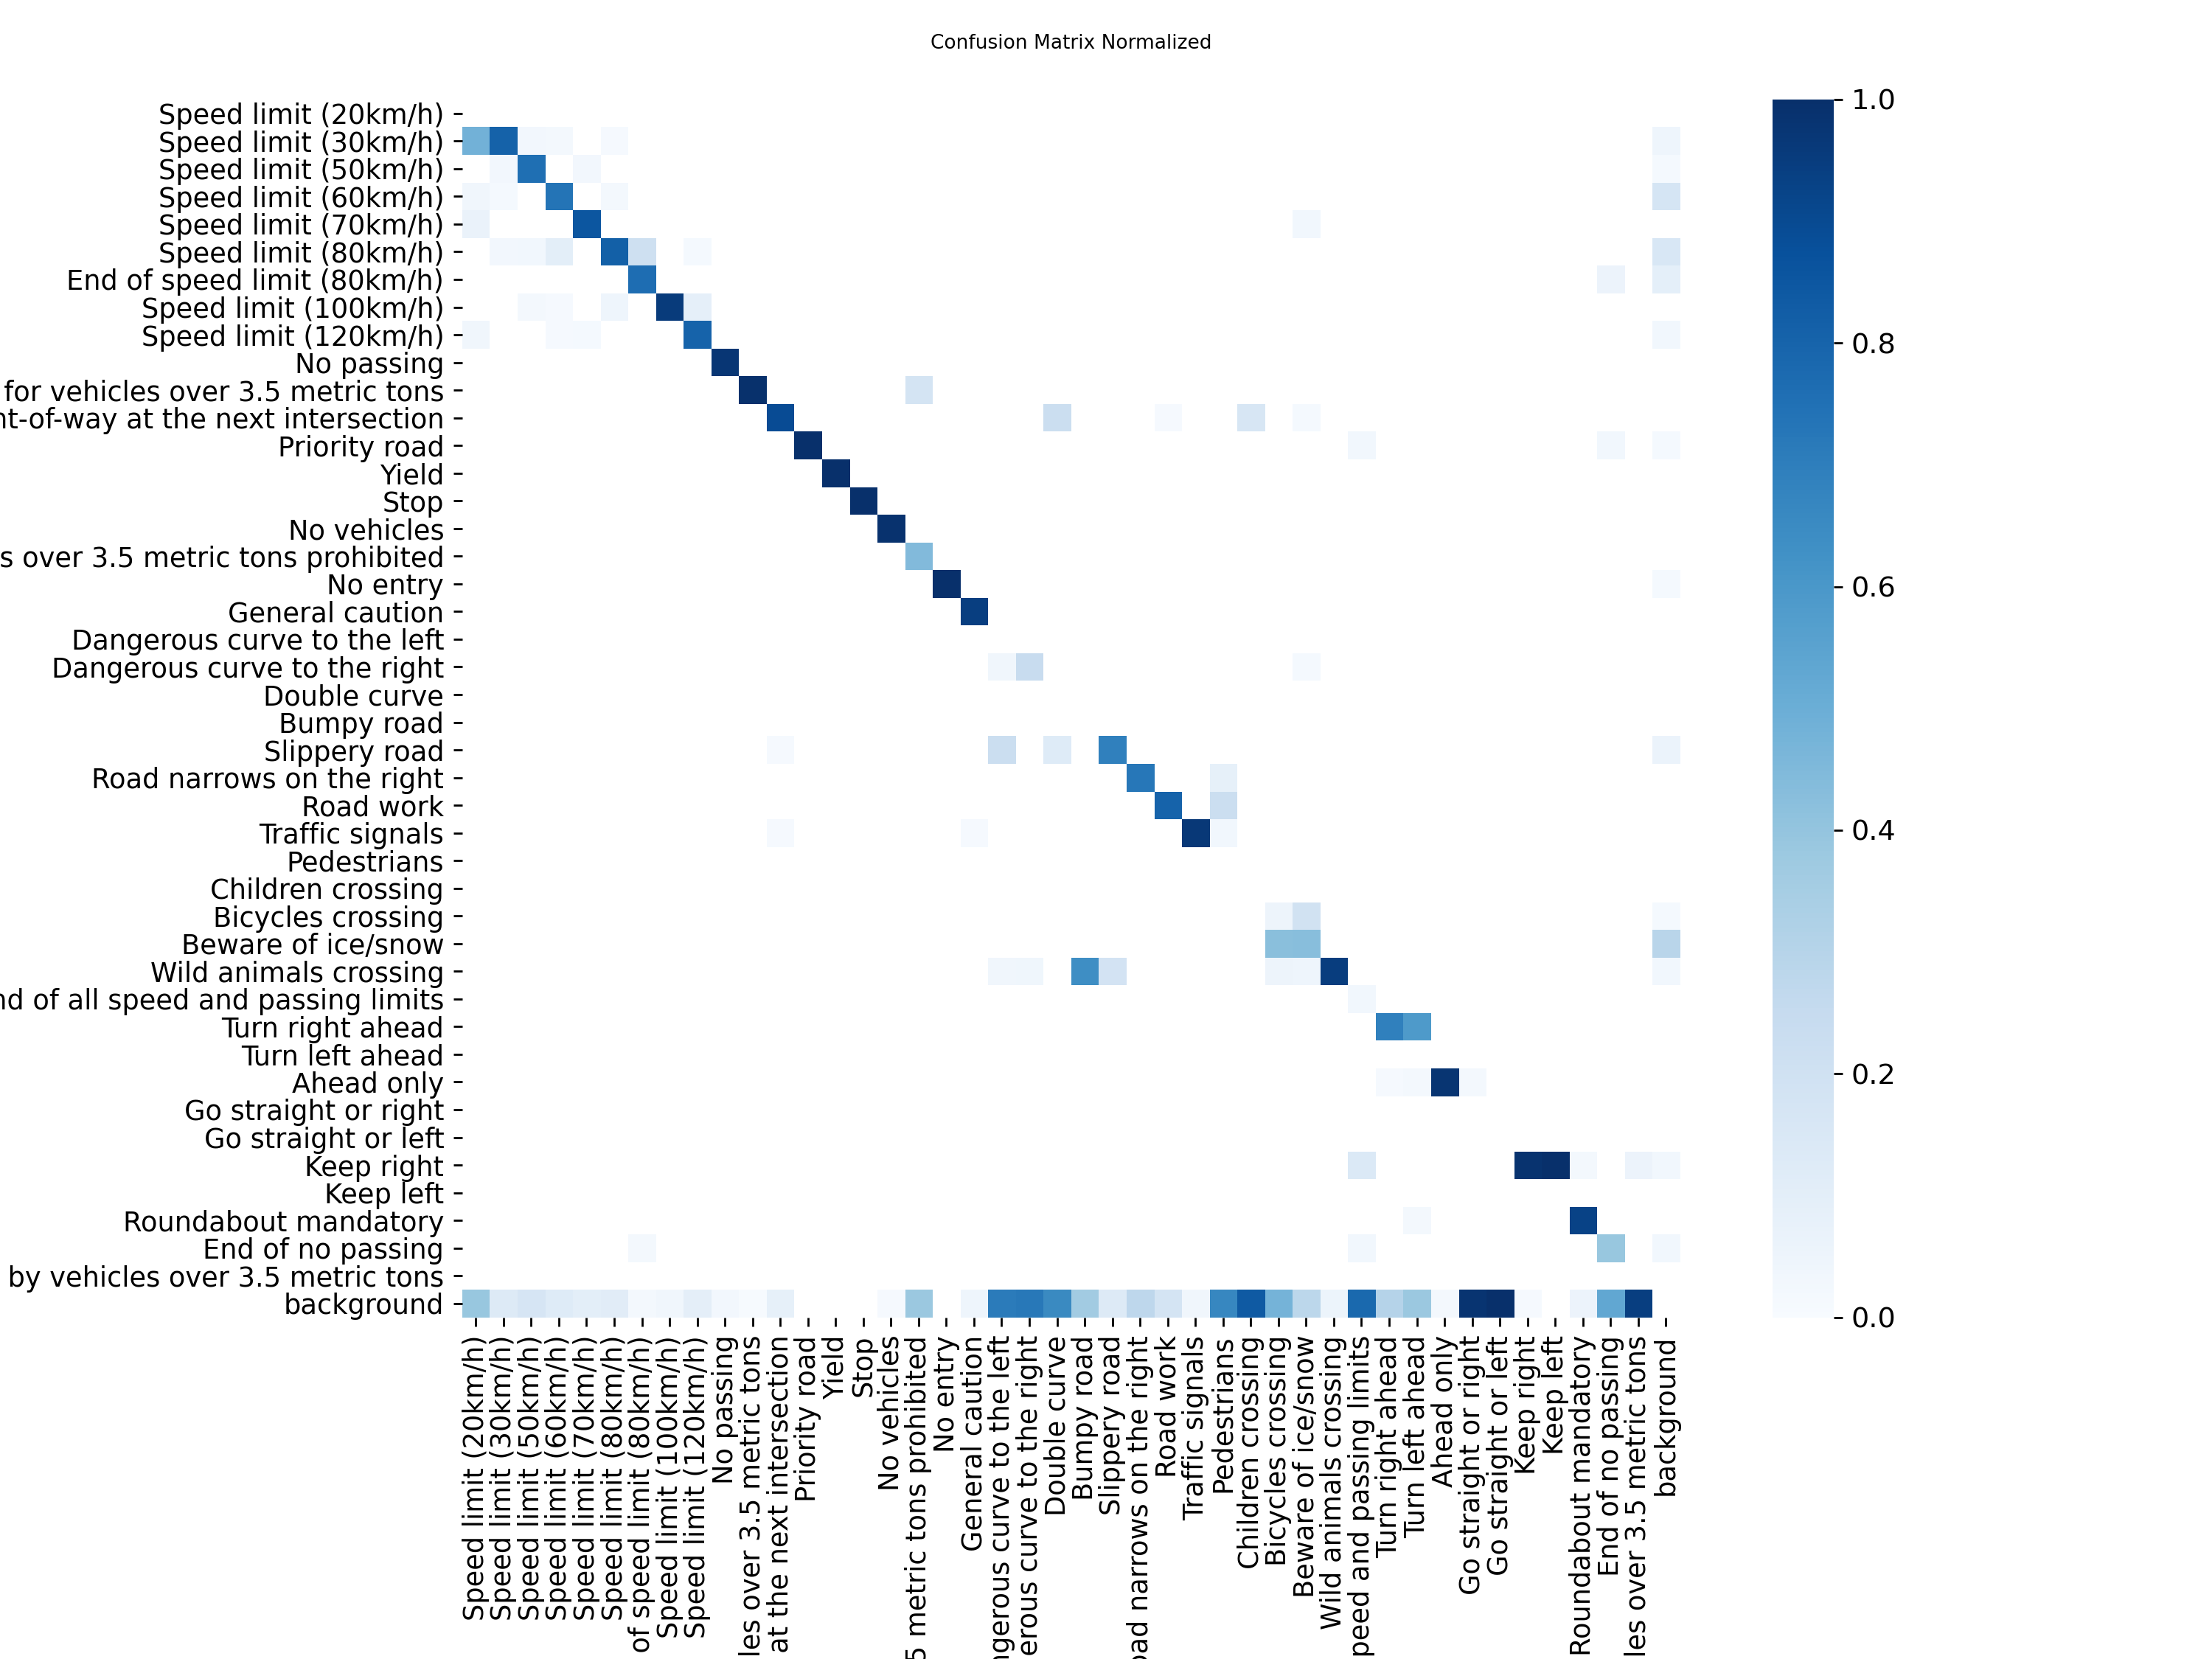 Confusion Matrix Normalized
Speed limit (20km/h)
Speed limit (30km/h)
Speed limit (50km/h)
Speed limit (60km/h)
Speed limit (70km/h)
Speed limit (80km/h)
End of speed limit (80km/h)
Speed limit (100km/h)
Speed limit (120km/h)
No passing
for vehicles over 3.5 metric tons
nt-of-way at the next intersection
Priority road
Yield
Stop
No vehicles
s over 3.5 metric tons prohibited
No entry
General caution
Dangerous curve to the left
Dangerous curve to the right
Double curve
Bumpy road
Slippery road
Road narrows on the right
Road work
Traffic signals
Pedestrians
Children crossing
Bicycles crossing
Beware of ice/snow
Wild animals crossing
nd of all speed and passing limits
Turn right ahead
Turn left ahead
Ahead only
Go straight or right
Go straight or left
Keep right
Keep left
Roundabout mandatory
End of no passing
by vehicles over 3.5 metric tons
background
Speed limit (20km/h)
Speed limit (30km/h)
Speed limit (50km/h)
Speed limit (60km/h)
Speed limit (70km/h)
Speed limit (80km/h)
of speed limit (80km/h)
Speed limit (100km/h)
Speed limit (120km/h)
No passing
les over 3.5 metric tons
at the next intersection
Priority road
Yield
Stop
No vehicles
5 metric tons prohibited
No entry
General caution
ngerous curve to the left
erous curve to the right
Double curve
Bumpy road
Slippery road
oad narrows on the right
Road work
Traffic signals
Pedestrians
Children crossing
Bicycles crossing
Beware of ice/snow
Wild animals crossing
peed and passing limits
Turn right ahead
Turn left ahead
Ahead only
Go straight or right
Go straight or left
Keep right
Keep left
Roundabout mandatory
End of no passing
les over 3.5 metric tons
background
1.0
0.8
0.6
0.4
0.2
0.0